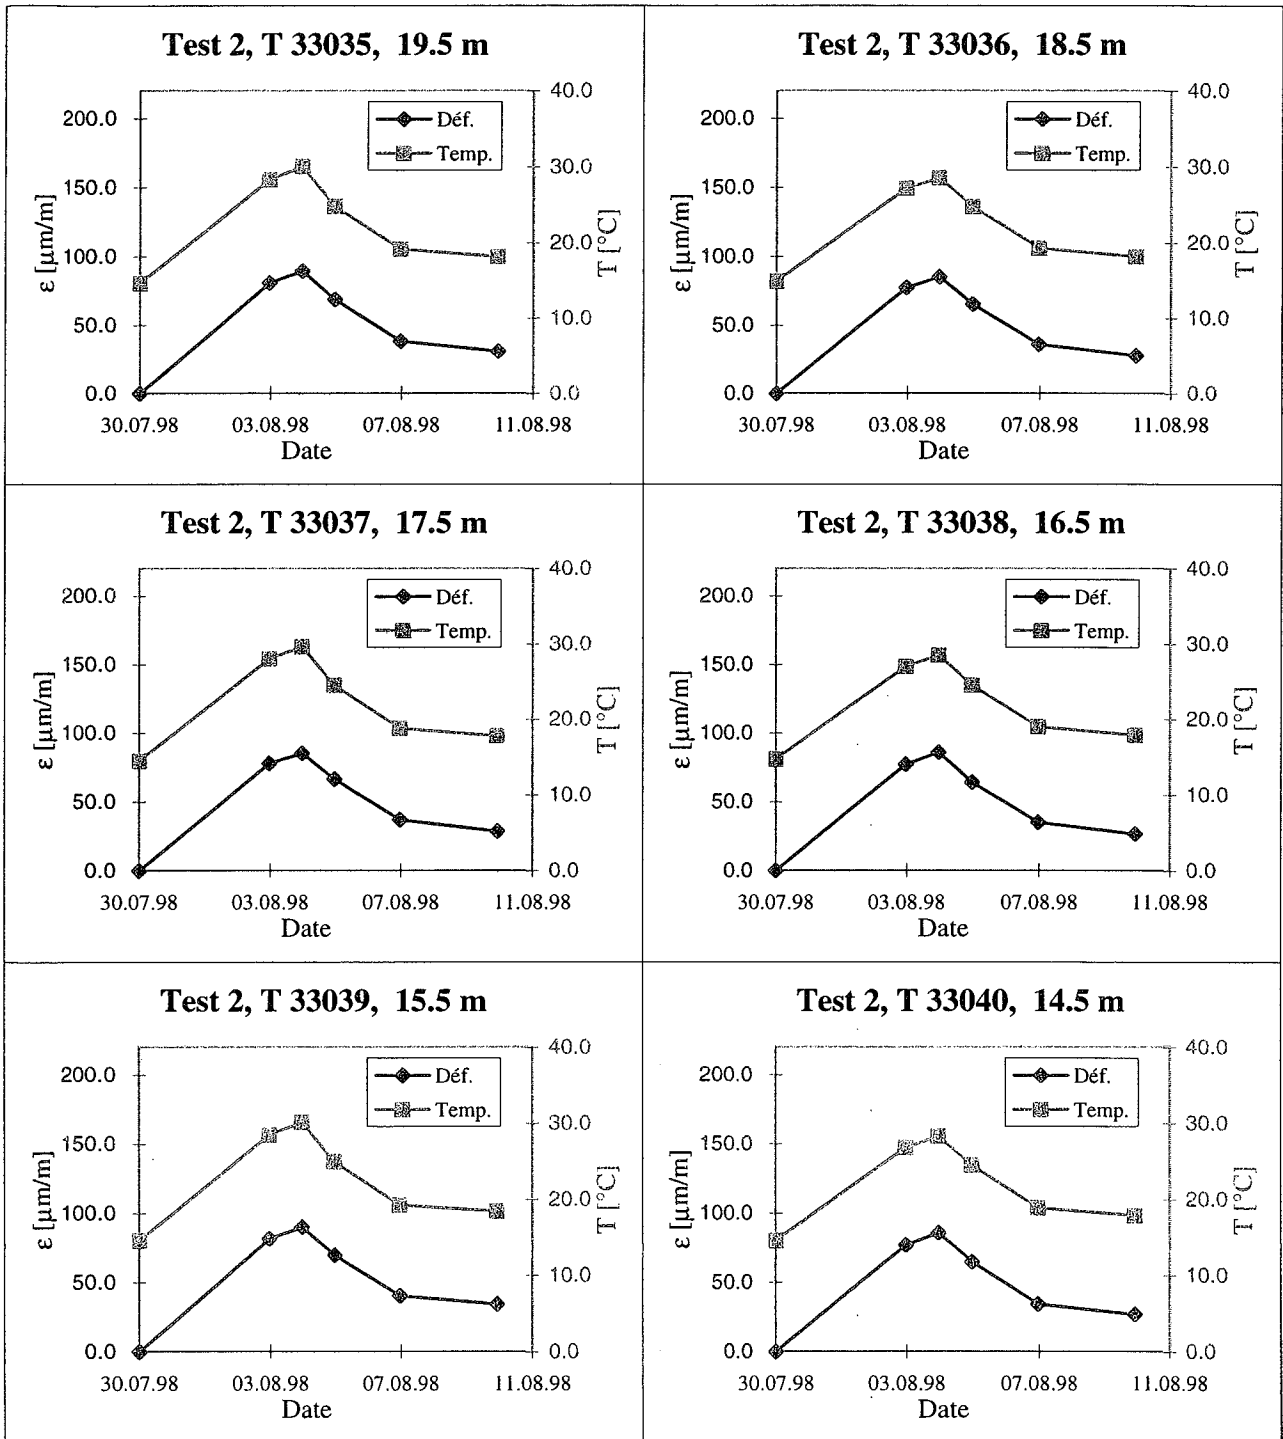 Test 2, T 33035, 19.5 m
40.0
200.0
Déf.
Temp.
30.0
150.0
ε [µm/m]
20.0
T [°C]
100.0
50.0
10.0
0.0
0.0
30.07.98 03.08.98 07.08.98 11.08.98
Date
Test 2, T 33036, 18.5 m
40.0
200.0
Déf.
Temp.
30.0
150.0
ε [µm/m]
20.0
T [°C]
100.0
50.0
10.0
0.0
0.0
30.07.98 03.08.98 07.08.98 11.08.98
Date
Test 2, T 33037, 17.5 m
40.0
200.0
Déf.
Temp.
30.0
150.0
ε [µm/m]
20.0
T [°C]
100.0
50.0
10.0
0.0
0.0
30.07.98 03.08.98 07.08.98 11.08.98
Date
Test 2, T 33038, 16.5 m
40.0
200.0
Déf.
Temp.
30.0
150.0
ε [µm/m]
20.0
T [°C]
100.0
50.0
10.0
0.0
0.0
30.07.98 03.08.98 07.08.98 11.08.98
Date
Test 2, T 33039, 15.5 m
40.0
200.0
Déf.
Temp.
30.0
150.0
ε [µm/m]
20.0
T [°C]
100.0
50.0
10.0
0.0
0.0
30.07.98 03.08.98 07.08.98 11.08.98
Date
Test 2, T 33040, 14.5 m
40.0
200.0
Déf.
Temp.
30.0
150.0
ε [µm/m]
20.0
T [°C]
100.0
50.0
10.0
0.0
0.0
30.07.98 03.08.98 07.08.98 11.08.98
Date